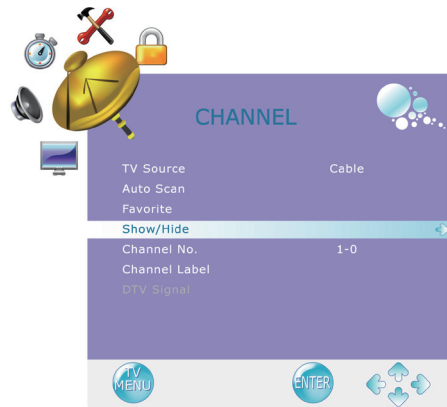 CHANNEL
TV Source Cable
Auto Scan
Favorite
Show/Hide
Channel No. 1-0
Channel Label
DTV Signal
TV
MENU ENTER